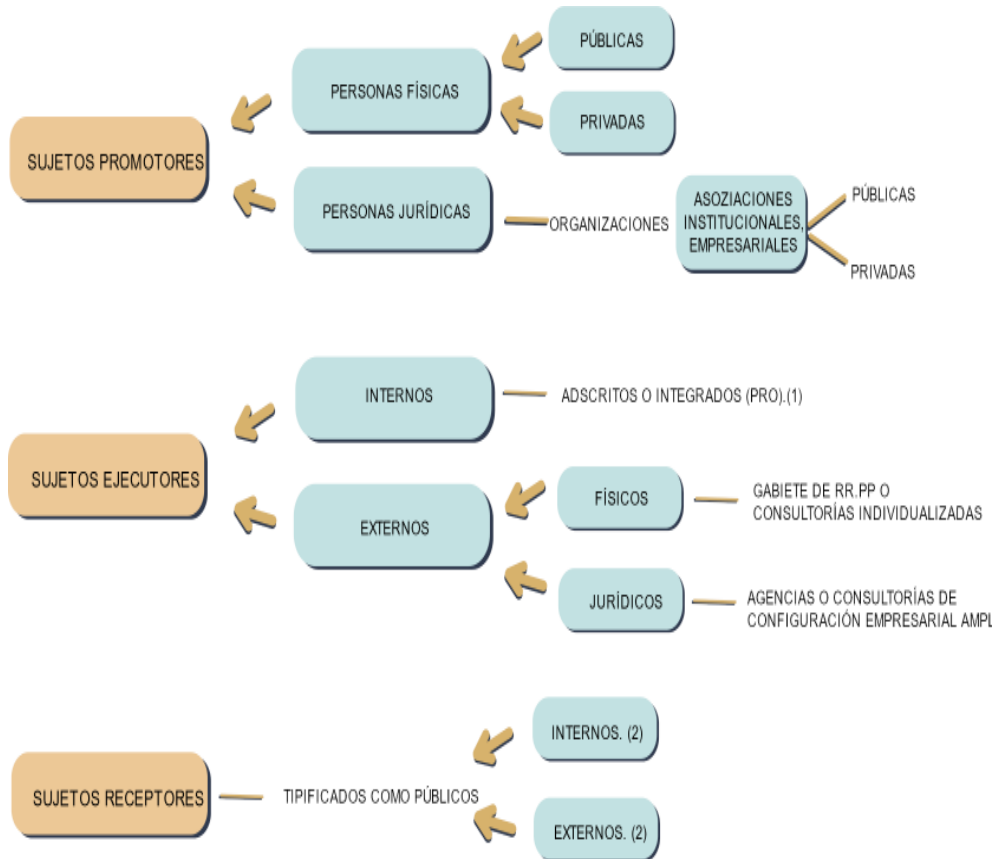 PÚBLICAS
PERSONAS FÍSICAS
PRIVADAS
SUJETOS PROMOTORES
PERSONAS JURÍDICAS
ORGANIZACIONES
ASOZIACIONES
INSTITUCIONALES,
EMPRESARIALES
PÚBLICAS
PRIVADAS
INTERNOS
ADSCRITOS O INTEGRADOS (PRO).(1)
SUJETOS EJECUTORES
EXTERNOS
FÍSICOS
GABIETE DE RR.PP O
CONSULTORÍAS INDIVIDUALIZADAS
JURÍDICOS
AGENCIAS O CONSULTORÍAS DE
CONFIGURACIÓN EMPRESARIAL AMPL
INTERNOS. (2)
SUJETOS RECEPTORES
TIPIFICADOS COMO PÚBLICOS
EXTERNOS. (2)